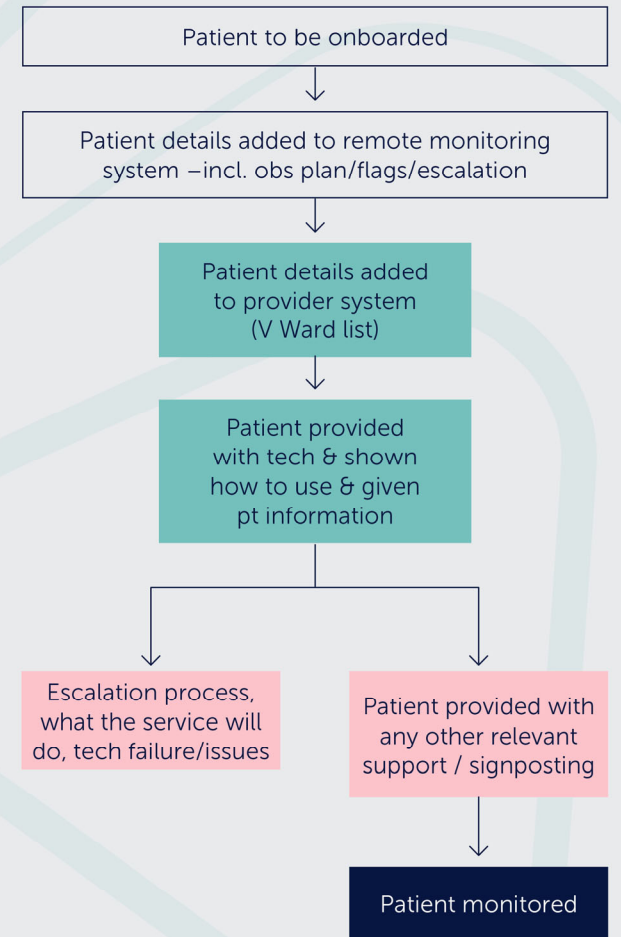 Patient to be onboarded
Patient details added to remote monitoring
system –incl. obs plan/flags/escalation
Patient details added
to provider system
(V Ward list)
Patient provided
with tech & shown
how to use & given
pt information
Escalation process,
what the service will
do, tech failure/issues
Patient provided with
any other relevant
support / signposting
Patient monitored